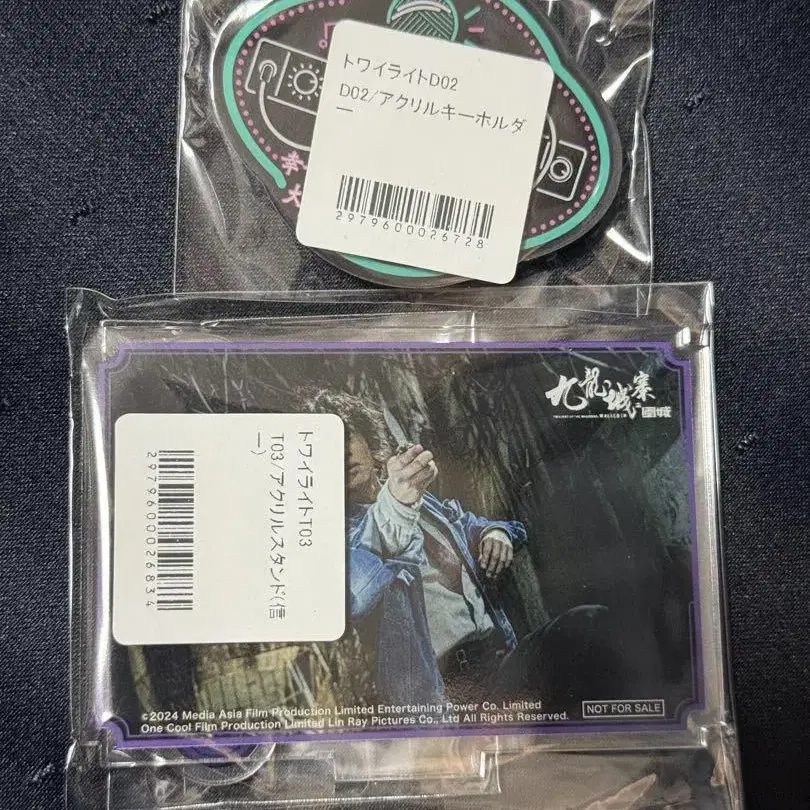 トワイライトD02
D02/アクリルキーホルダ
ー
2979600026728
九龍城寨
圍城
トワイライトT03
T03/アクリルスタンド(信
一)
2979600026834
©2024 Media Asia Film Production Limited Entertaining Power Co. Limited
One Cool Film Production Limited Lin Ray Pictures Co., Ltd All Rights Reserved.
NOT FOR SALE